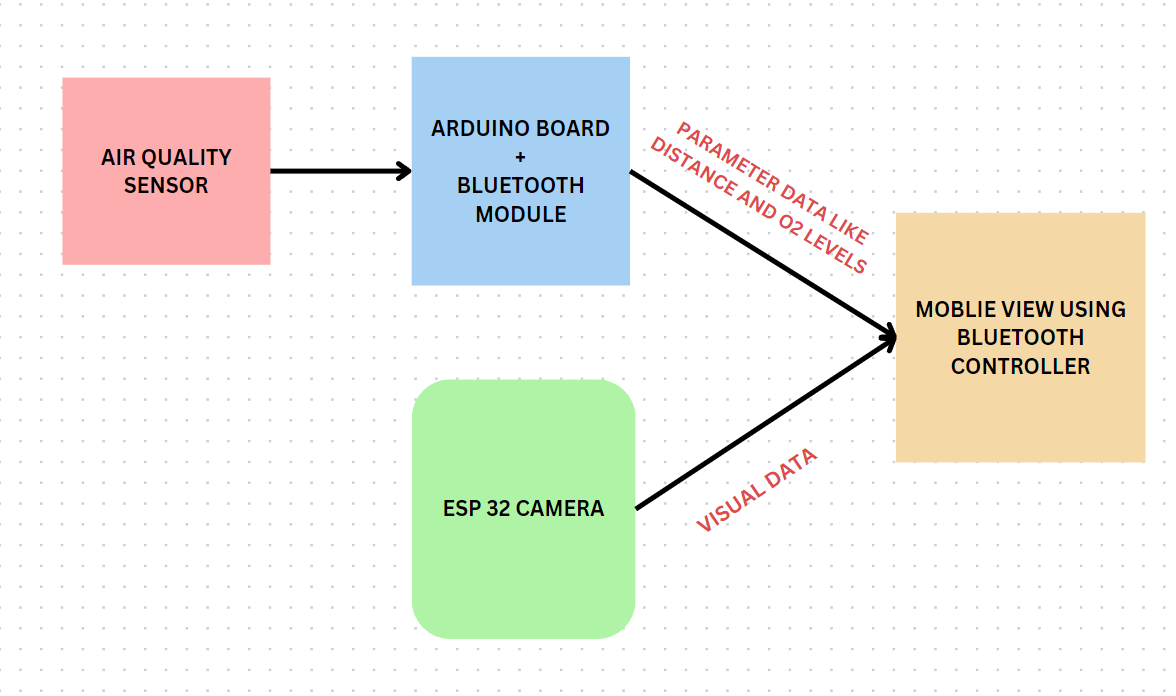 AIR QUALITY
SENSOR
ARDUINO BOARD
+
BLUETOOTH
MODULE
PARAMETER DATA LIKE
DISTANCE AND O2 LEVELS
MOBLIE VIEW USING
BLUETOOTH
CONTROLLER
ESP 32 CAMERA
VISUAL DATA